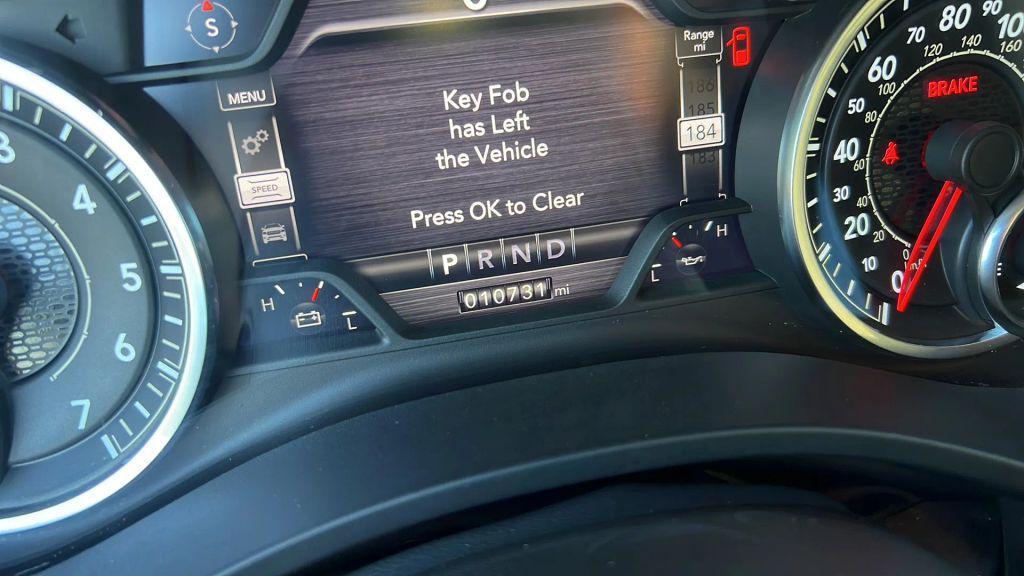 S
MENU
SPEED
Key Fob
has Left
the Vehicle
Press OK to Clear
P R N D
010731 mi
H L
L H
Range
mi
186
185
184
183
BRAKE
3
4
5
6
7
0
10
20
30
40
50
60
70
80
90
100
20
40
80
100
120
140
160